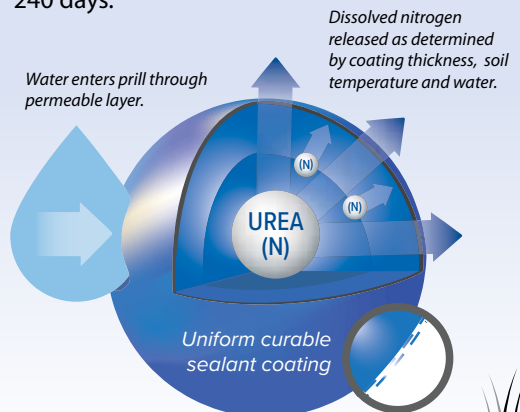 240 days.
Dissolved nitrogen
released as determined
by coating thickness, soil
temperature and water.
Water enters prill through
permeable layer.
(N)
(N)
UREA
(N)
Uniform curable
sealant coating